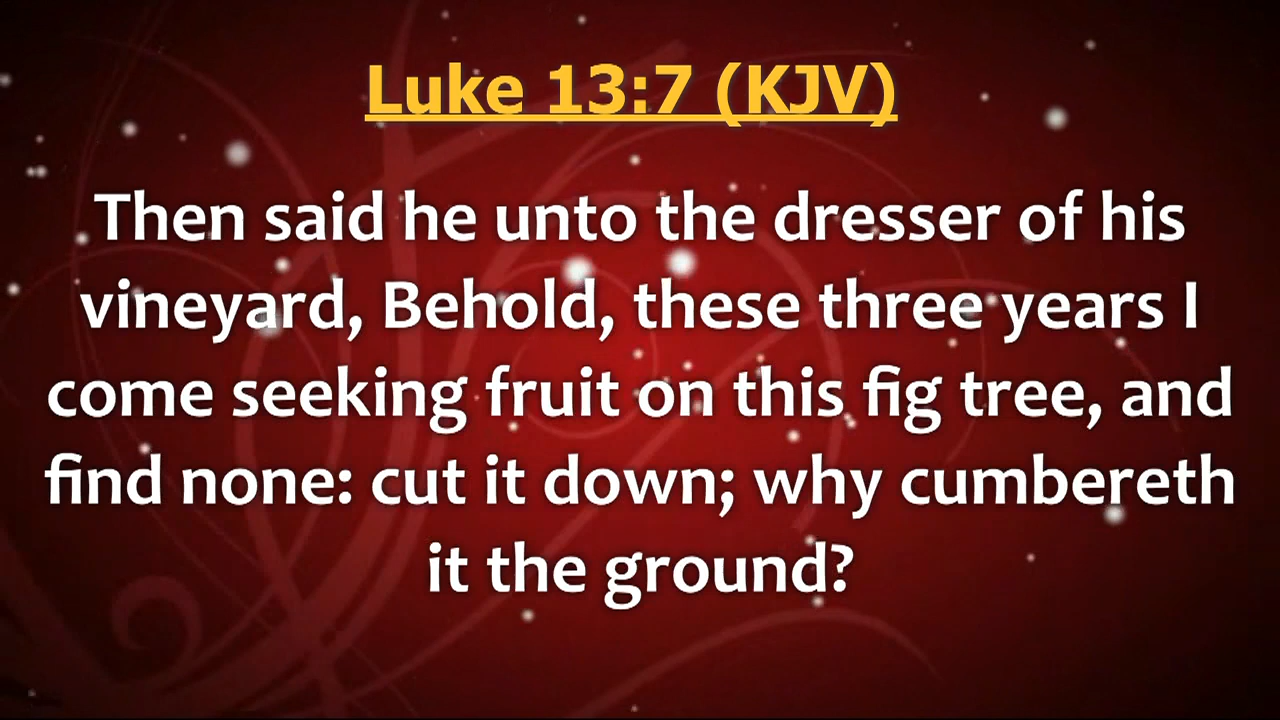 Luke 13:7 (KJV)
Then said he unto the dresser of his
vineyard, Behold, these three years I
come seeking fruit on this fig tree, and
find none: cut it down; why cumbereth
it the ground?